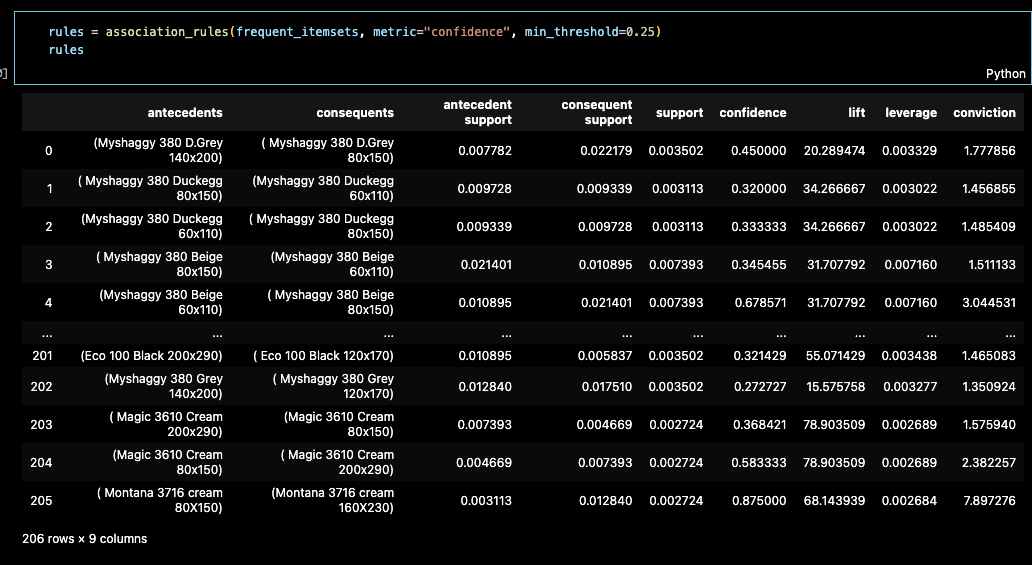 rules = association_rules(frequent_itemsets, metric="confidence", min_threshold=0.25)
rules
]
Python
antecedents consequents antecedent support consequent support support confidence lift leverage conviction
0 (Myshaggy 380 D.Grey 140x200) ( Myshaggy 380 D.Grey 80x150) 0.007782 0.022179 0.003502 0.450000 20.289474 0.003329 1.777856
1 ( Myshaggy 380 Duckegg 80x150) (Myshaggy 380 Duckegg 60x110) 0.009728 0.009339 0.003113 0.320000 34.266667 0.003022 1.456855
2 (Myshaggy 380 Duckegg 60x110) ( Myshaggy 380 Duckegg 80x150) 0.009339 0.009728 0.003113 0.333333 34.266667 0.003022 1.485409
3 ( Myshaggy 380 Beige 80x150) (Myshaggy 380 Beige 60x110) 0.021401 0.010895 0.007393 0.345455 31.707792 0.007160 1.511133
4 (Myshaggy 380 Beige 60x110) ( Myshaggy 380 Beige 80x150) 0.010895 0.021401 0.007393 0.678571 31.707792 0.007160 3.044531
... ... ... ... ... ... ... ... ... ...
201 (Eco 100 Black 200x290) ( Eco 100 Black 120x170) 0.010895 0.005837 0.003502 0.321429 55.071429 0.003438 1.465083
202 (Myshaggy 380 Grey 140x200) ( Myshaggy 380 Grey 120x170) 0.012840 0.017510 0.003502 0.272727 15.575758 0.003277 1.350924
203 ( Magic 3610 Cream 200x290) (Magic 3610 Cream 80x150) 0.007393 0.004669 0.002724 0.368421 78.903509 0.002689 1.575940
204 (Magic 3610 Cream 80x150) ( Magic 3610 Cream 200x290) 0.004669 0.007393 0.002724 0.583333 78.903509 0.002689 2.382257
205 ( Montana 3716 cream 80X150) (Montana 3716 cream 160X230) 0.003113 0.012840 0.002724 0.875000 68.143939 0.002684 7.897276
206 rows × 9 columns